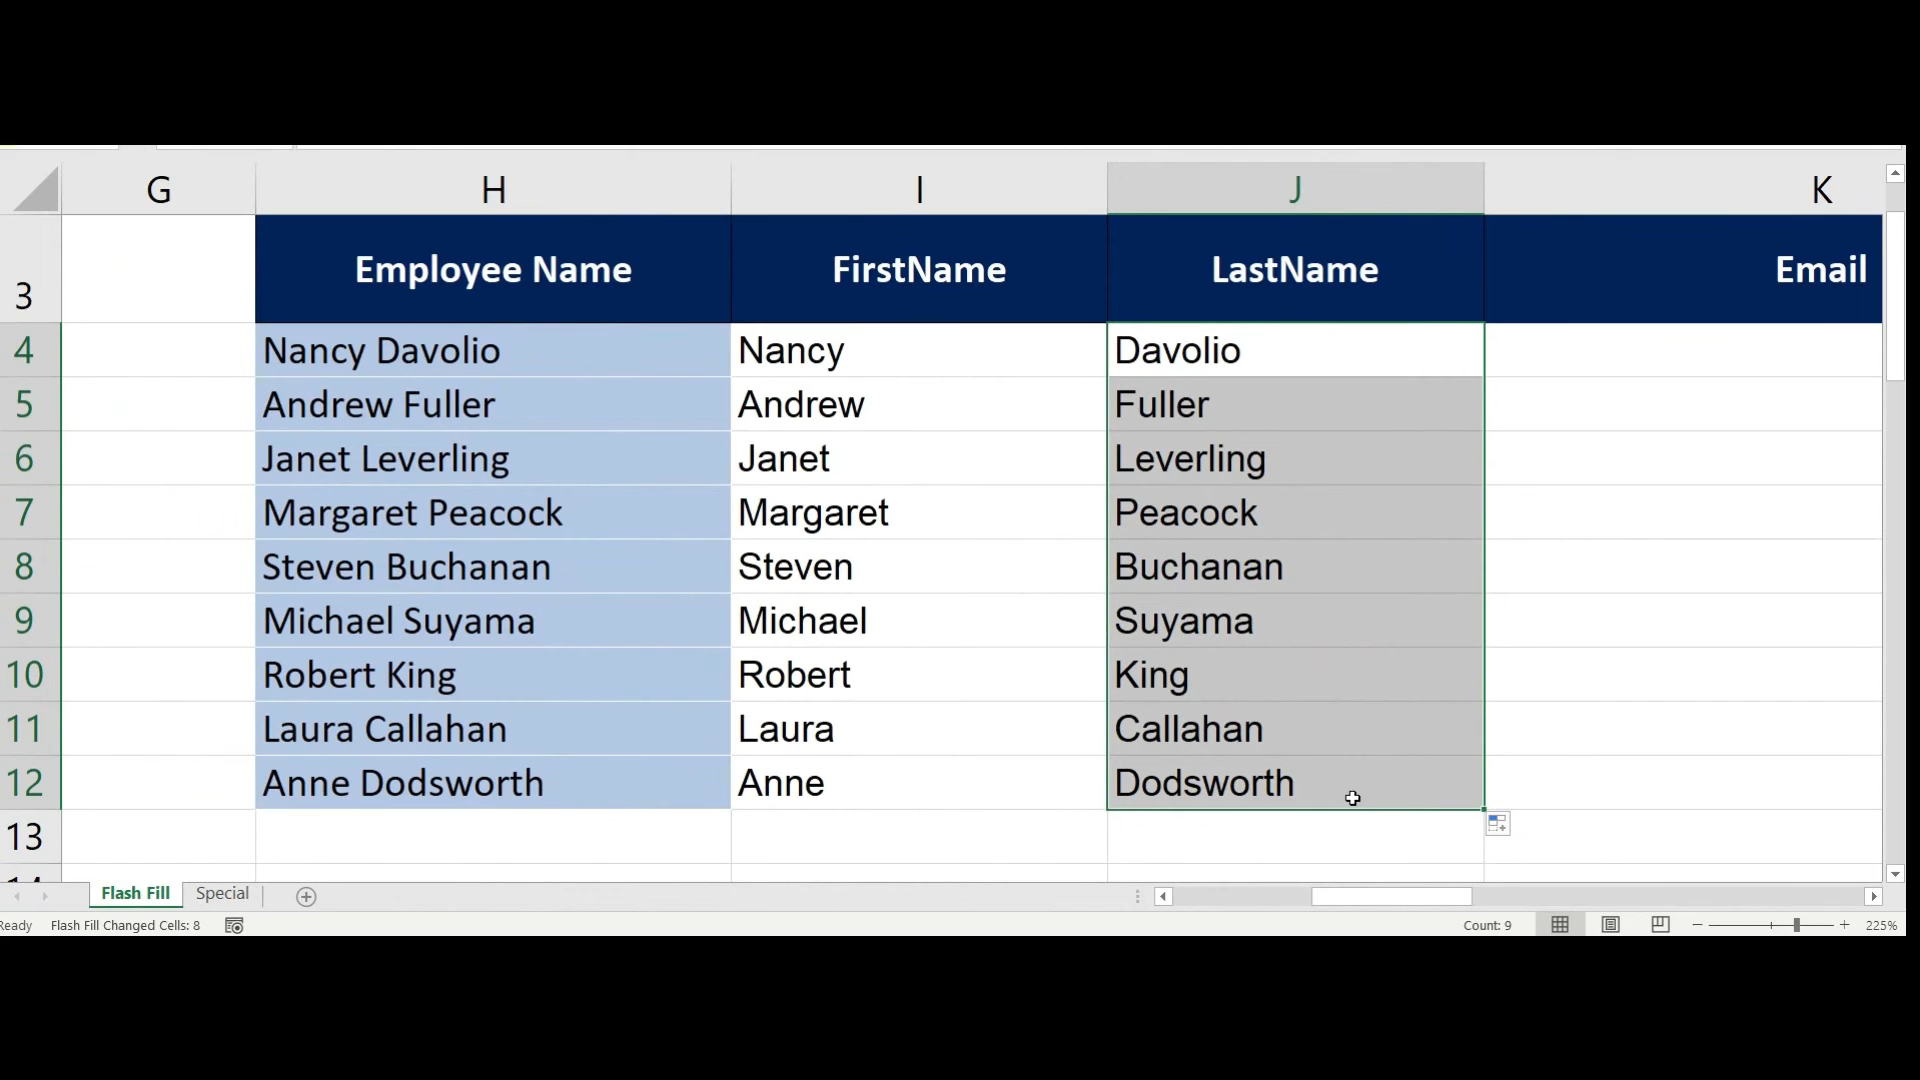 G H I J K
3 Employee Name FirstName LastName Email
4 Nancy Davolio Nancy Davolio
5 Andrew Fuller Andrew Fuller
6 Janet Leverling Janet Leverling
7 Margaret Peacock Margaret Peacock
8 Steven Buchanan Steven Buchanan
9 Michael Suyama Michael Suyama
10 Robert King Robert King
11 Laura Callahan Laura Callahan
12 Anne Dodsworth Anne Dodsworth
13
Flash Fill Special
Ready Flash Fill Changed Cells: 8 Count: 9 225%